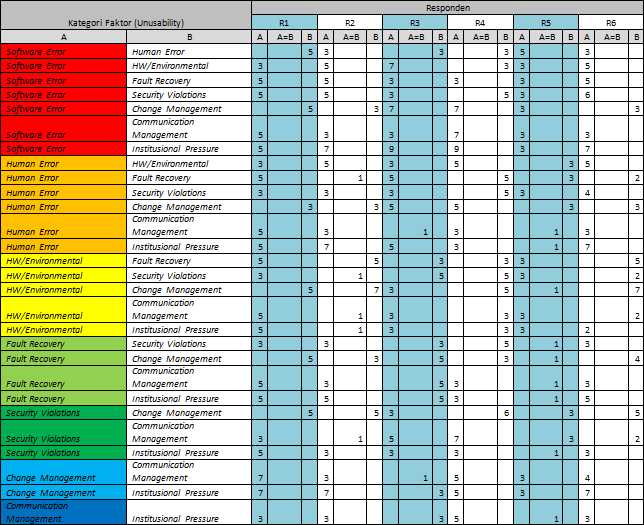 Responden
Kategori Faktor (Unusability) R1 R2 R3 R4 R5 R6
A B A A=B B A A=B B A A=B B A A=B B A A=B B A A=B B
Software Error Human Error 5 3 3 3 5 3
Software Error HW/Environmental 3 5 7 3 3 5
Software Error Fault Recovery 5 5 3 3 3 5
Software Error Security Violations 5 5 3 5 3 6
Software Error Change Management 5 3 7 7 3 3
Communication
Software Error Management 5 3 3 7 3 3
Software Error Institutional Pressure 5 7 9 9 3 7
Human Error HW/Environmental 3 5 3 5 3 5
Human Error Fault Recovery 5 1 5 5 3 2
Human Error Security Violations 3 3 3 5 3 4
Human Error Change Management 3 3 5 5 3 3
Communication
Human Error Management 5 3 1 3 1 3
Human Error Institutional Pressure 5 7 5 3 1 7
HW/Environmental Fault Recovery 5 5 3 3 3 5
HW/Environmental Security Violations 3 1 3 5 3 2
HW/Environmental Change Management 5 7 3 5 1 7
Communication
HW/Environmental Management 5 1 3 3 3 2
HW/Environmental Institutional Pressure 5 1 3 3 3 2
Fault Recovery Security Violations 3 3 3 5 1 3
Fault Recovery Change Management 5 3 5 3 1 4
Communication
Fault Recovery Management 5 3 5 3 1 3
Fault Recovery Institutional Pressure 5 5 5 3 1 5
Security Violations Change Management 5 5 3 6 3 5
Communication
Security Violations Management 3 1 5 7 3 2
Security Violations Institutional Pressure 5 3 3 3 1 3
Communication
Change Management Management 7 3 1 5 3 4
Change Management Institutional Pressure 7 7 3 5 3 7
Communication
Management Institutional Pressure 3 3 3 5 1 3